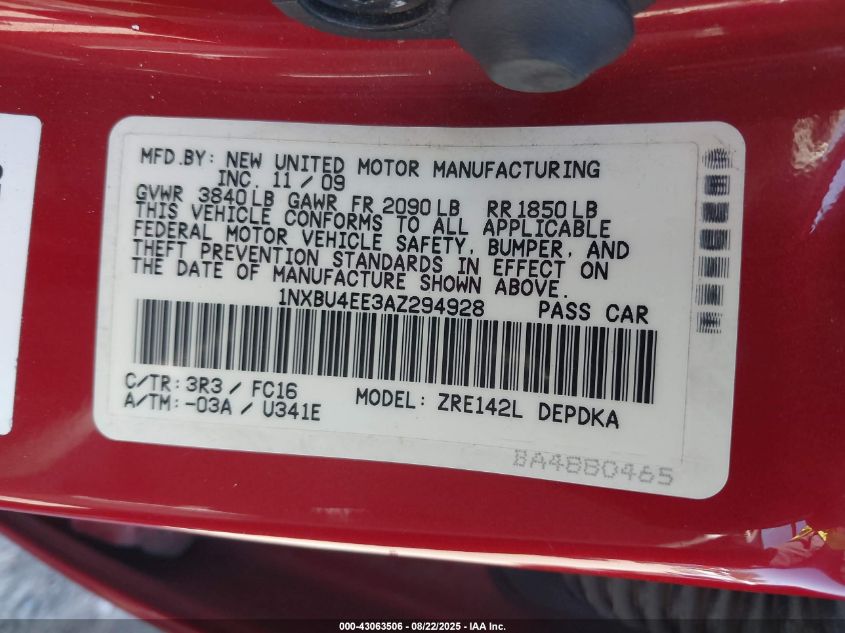 MFD.BY: NEW UNITED MOTOR MANUFACTURING
INC. 11 / 09
GVWR 3840 LB GAWR FR 2090 LB RR 1850 LB
THIS VEHICLE CONFORMS TO ALL APPLICABLE
FEDERAL MOTOR VEHICLE SAFETY, BUMPER, AND
THEFT PREVENTION STANDARDS IN EFFECT ON
THE DATE OF MANUFACTURE SHOWN ABOVE.
1NXBU4EE3AZ294928 PASS CAR
C/TR: 3R3 / FC16
A/TM: -03A / U341E
MODEL: ZRE142L DEPDKA
BA4BB0465
000-43063506 - 08/22/2025 - IAA Inc.